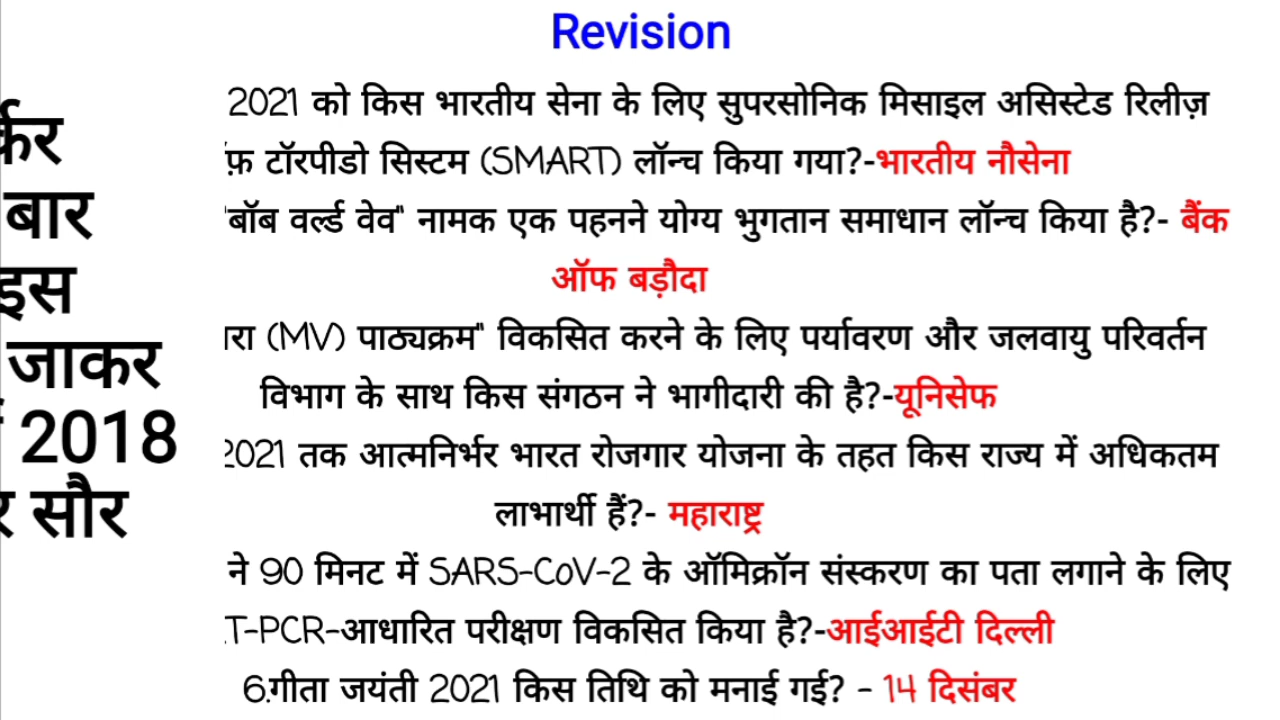 Revision
2021 को किस भारतीय सेना के लिए सुपरसोनिक मिसाइल असिस्टेड रिलीज़
टॉरपीडो सिस्टम (SMART) लॉन्च किया गया?-भारतीय नौसेना
"बॉब वर्ल्ड वेव" नामक एक पहनने योग्य भुगतान समाधान लॉन्च किया है?- बैंक
ऑफ बड़ौदा
(MV) पाठ्यक्रम" विकसित करने के लिए पर्यावरण और जलवायु परिवर्तन
विभाग के साथ किस संगठन ने भागीदारी की है?-यूनिसेफ
2021 तक आत्मनिर्भर भारत रोजगार योजना के तहत किस राज्य में अधिकतम
लाभार्थी हैं?- महाराष्ट्र
ने 90 मिनट में SARS-CoV-2 के ऑमिक्रॉन संस्करण का पता लगाने के लिए
T-PCR-आधारित परीक्षण विकसित किया है?-आईआईटी दिल्ली
6.गीता जयंती 2021 किस तिथि को मनाई गई? - 14 दिसंबर
बार
इस
जाकर
2018
सौर